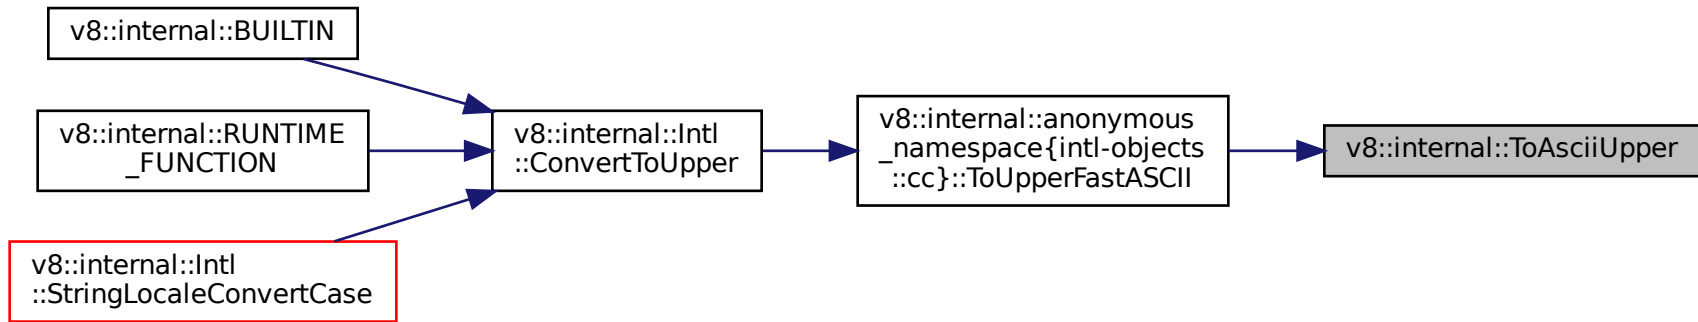 v8::internal::BUILTIN
v8::internal::RUNTIME
_FUNCTION
v8::internal::Intl
::StringLocaleConvertCase
v8::internal::Intl
::ConvertToUpper
v8::internal::anonymous
_namespace{intl-objects
::cc}::ToUpperFastASCII
v8::internal::ToAsciiUpper